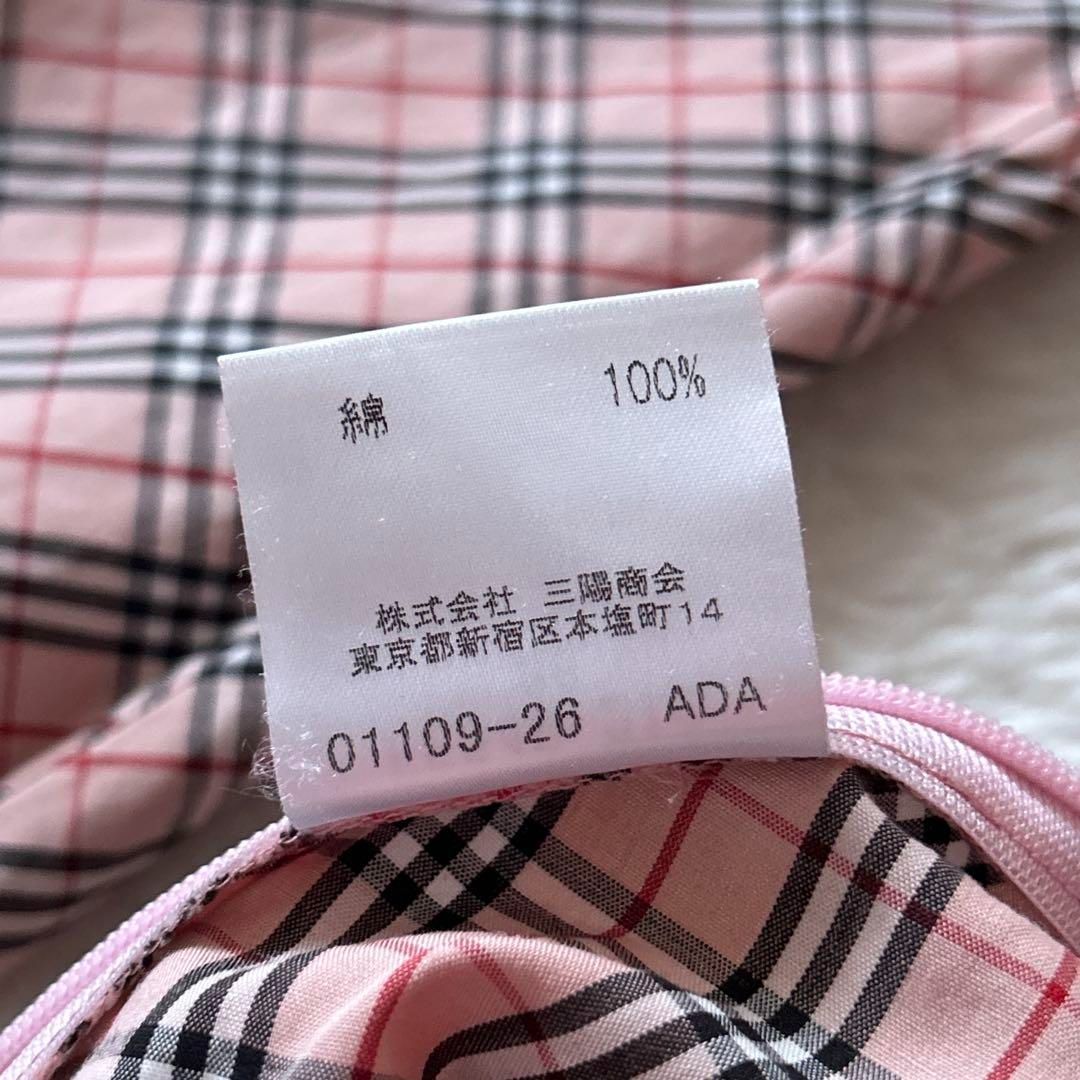 綿 100%
株式会社 三陽商会
東京都新宿区本塩町14
01109-26 ADA